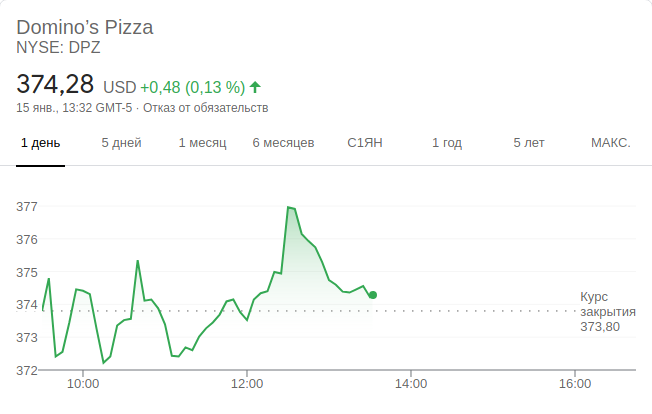 Domino’s Pizza
NYSE: DPZ
374,28 USD +0,48 (0,13 %)
15 янв., 13:32 GMT-5 · Отказ от обязательств
1 день 5 дней 1 месяц 6 месяцев С1ЯН 1 год 5 лет МАКС.
377
376
375
374
373
372
Курс
закрытия
373,80
10:00 12:00 14:00 16:00